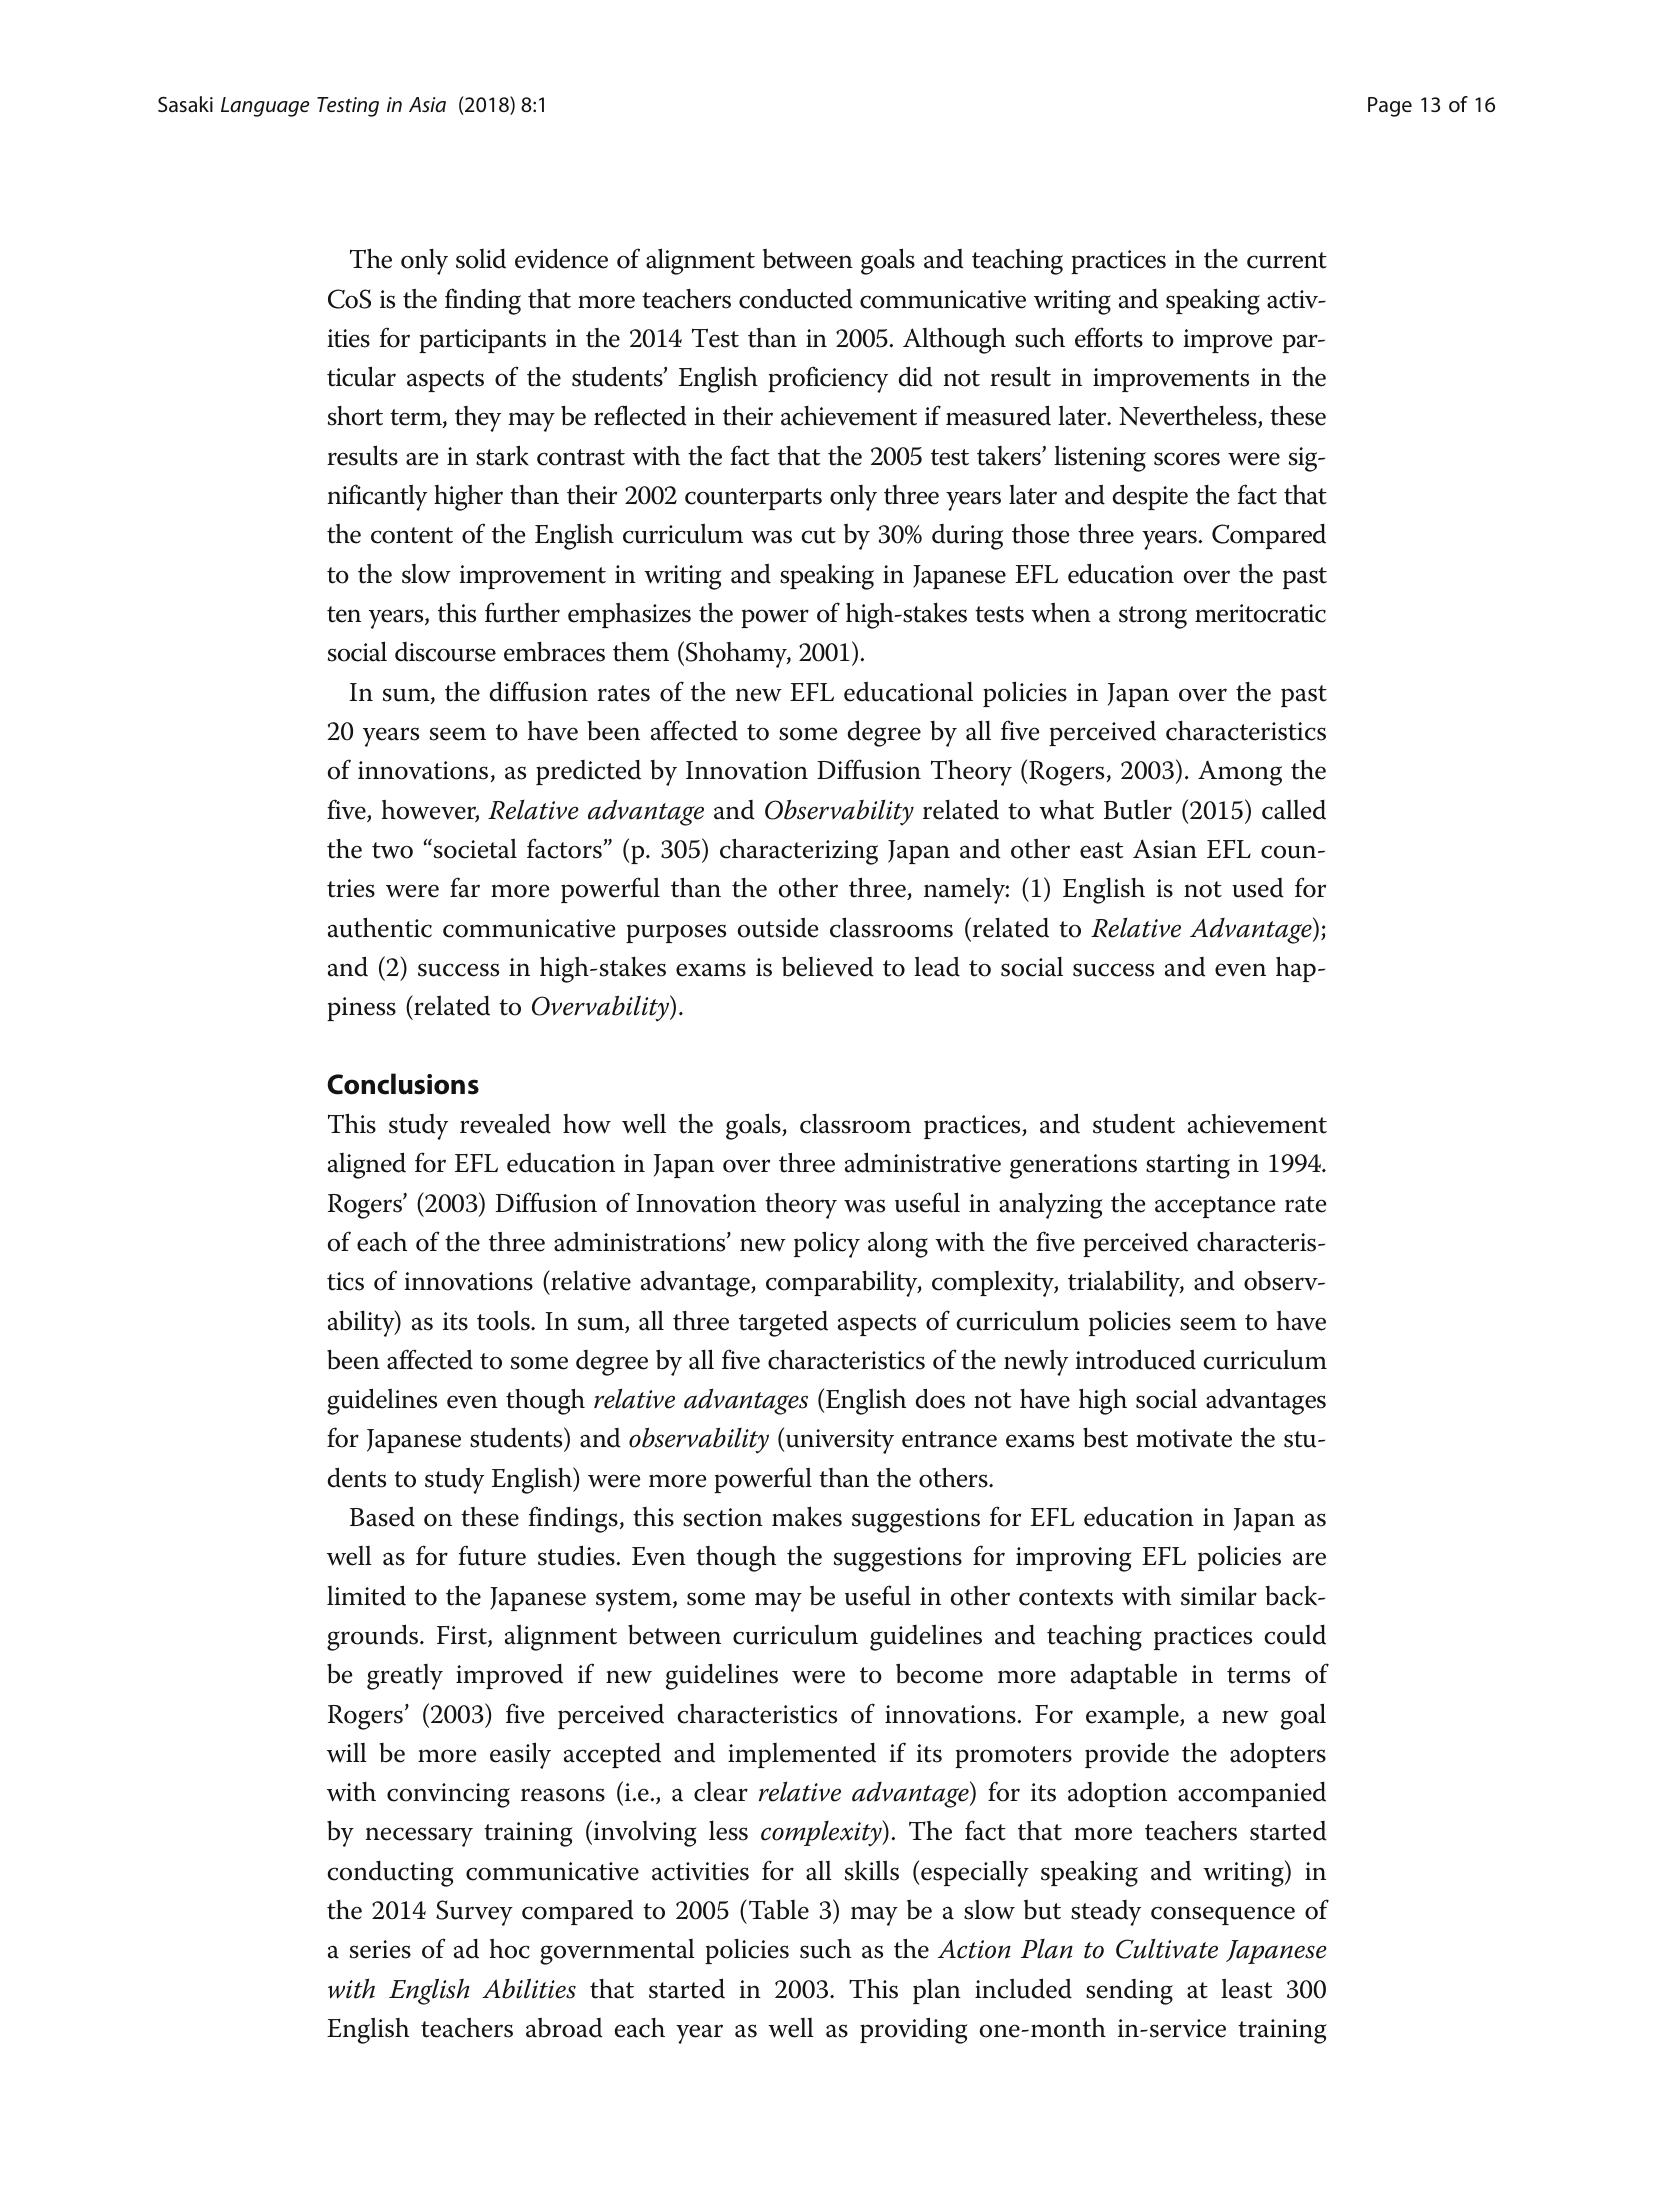 Sasaki Language Testing in Asia (2018) 8:1
Page 13 of 16
The only solid evidence of alignment between goals and teaching practices in the current
CoS is the finding that more teachers conducted communicative writing and speaking activ-
ities for participants in the 2014 Test than in 2005. Although such efforts to improve par-
ticular aspects of the students’ English proficiency did not result in improvements in the
short term, they may be reflected in their achievement if measured later. Nevertheless, these
results are in stark contrast with the fact that the 2005 test takers’ listening scores were sig-
nificantly higher than their 2002 counterparts only three years later and despite the fact that
the content of the English curriculum was cut by 30% during those three years. Compared
to the slow improvement in writing and speaking in Japanese EFL education over the past
ten years, this further emphasizes the power of high-stakes tests when a strong meritocratic
social discourse embraces them (Shohamy, 2001).
In sum, the diffusion rates of the new EFL educational policies in Japan over the past
20 years seem to have been affected to some degree by all five perceived characteristics
of innovations, as predicted by Innovation Diffusion Theory (Rogers, 2003). Among the
five, however, Relative advantage and Observability related to what Butler (2015) called
the two “societal factors” (p. 305) characterizing Japan and other east Asian EFL coun-
tries were far more powerful than the other three, namely: (1) English is not used for
authentic communicative purposes outside classrooms (related to Relative Advantage);
and (2) success in high-stakes exams is believed to lead to social success and even hap-
piness (related to Overvability).
Conclusions
This study revealed how well the goals, classroom practices, and student achievement
aligned for EFL education in Japan over three administrative generations starting in 1994.
Rogers’ (2003) Diffusion of Innovation theory was useful in analyzing the acceptance rate
of each of the three administrations’ new policy along with the five perceived characteris-
tics of innovations (relative advantage, comparability, complexity, trialability, and observ-
ability) as its tools. In sum, all three targeted aspects of curriculum policies seem to have
been affected to some degree by all five characteristics of the newly introduced curriculum
guidelines even though relative advantages (English does not have high social advantages
for Japanese students) and observability (university entrance exams best motivate the stu-
dents to study English) were more powerful than the others.
Based on these findings, this section makes suggestions for EFL education in Japan as
well as for future studies. Even though the suggestions for improving EFL policies are
limited to the Japanese system, some may be useful in other contexts with similar back-
grounds. First, alignment between curriculum guidelines and teaching practices could
be greatly improved if new guidelines were to become more adaptable in terms of
Rogers’ (2003) five perceived characteristics of innovations. For example, a new goal
will be more easily accepted and implemented if its promoters provide the adopters
with convincing reasons (i.e., a clear relative advantage) for its adoption accompanied
by necessary training (involving less complexity). The fact that more teachers started
conducting communicative activities for all skills (especially speaking and writing) in
the 2014 Survey compared to 2005 (Table 3) may be a slow but steady consequence of
a series of ad hoc governmental policies such as the Action Plan to Cultivate Japanese
with English Abilities that started in 2003. This plan included sending at least 300
English teachers abroad each year as well as providing one-month in-service training